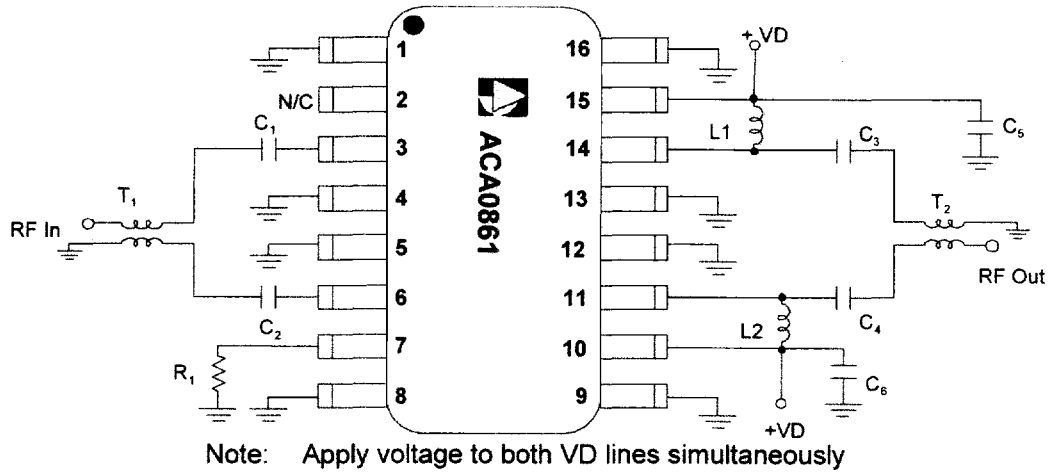 + VD
1
16
N/C
2
15
C₁
L1
C₃
C₅
3
14
T₁
4
13
T₂
RF In
ACA0861
5
12
RF Out
6
11
C₂
L2
C₄
7
10
R₁
C₆
8
9
+VD
Note: Apply voltage to both VD lines simultaneously